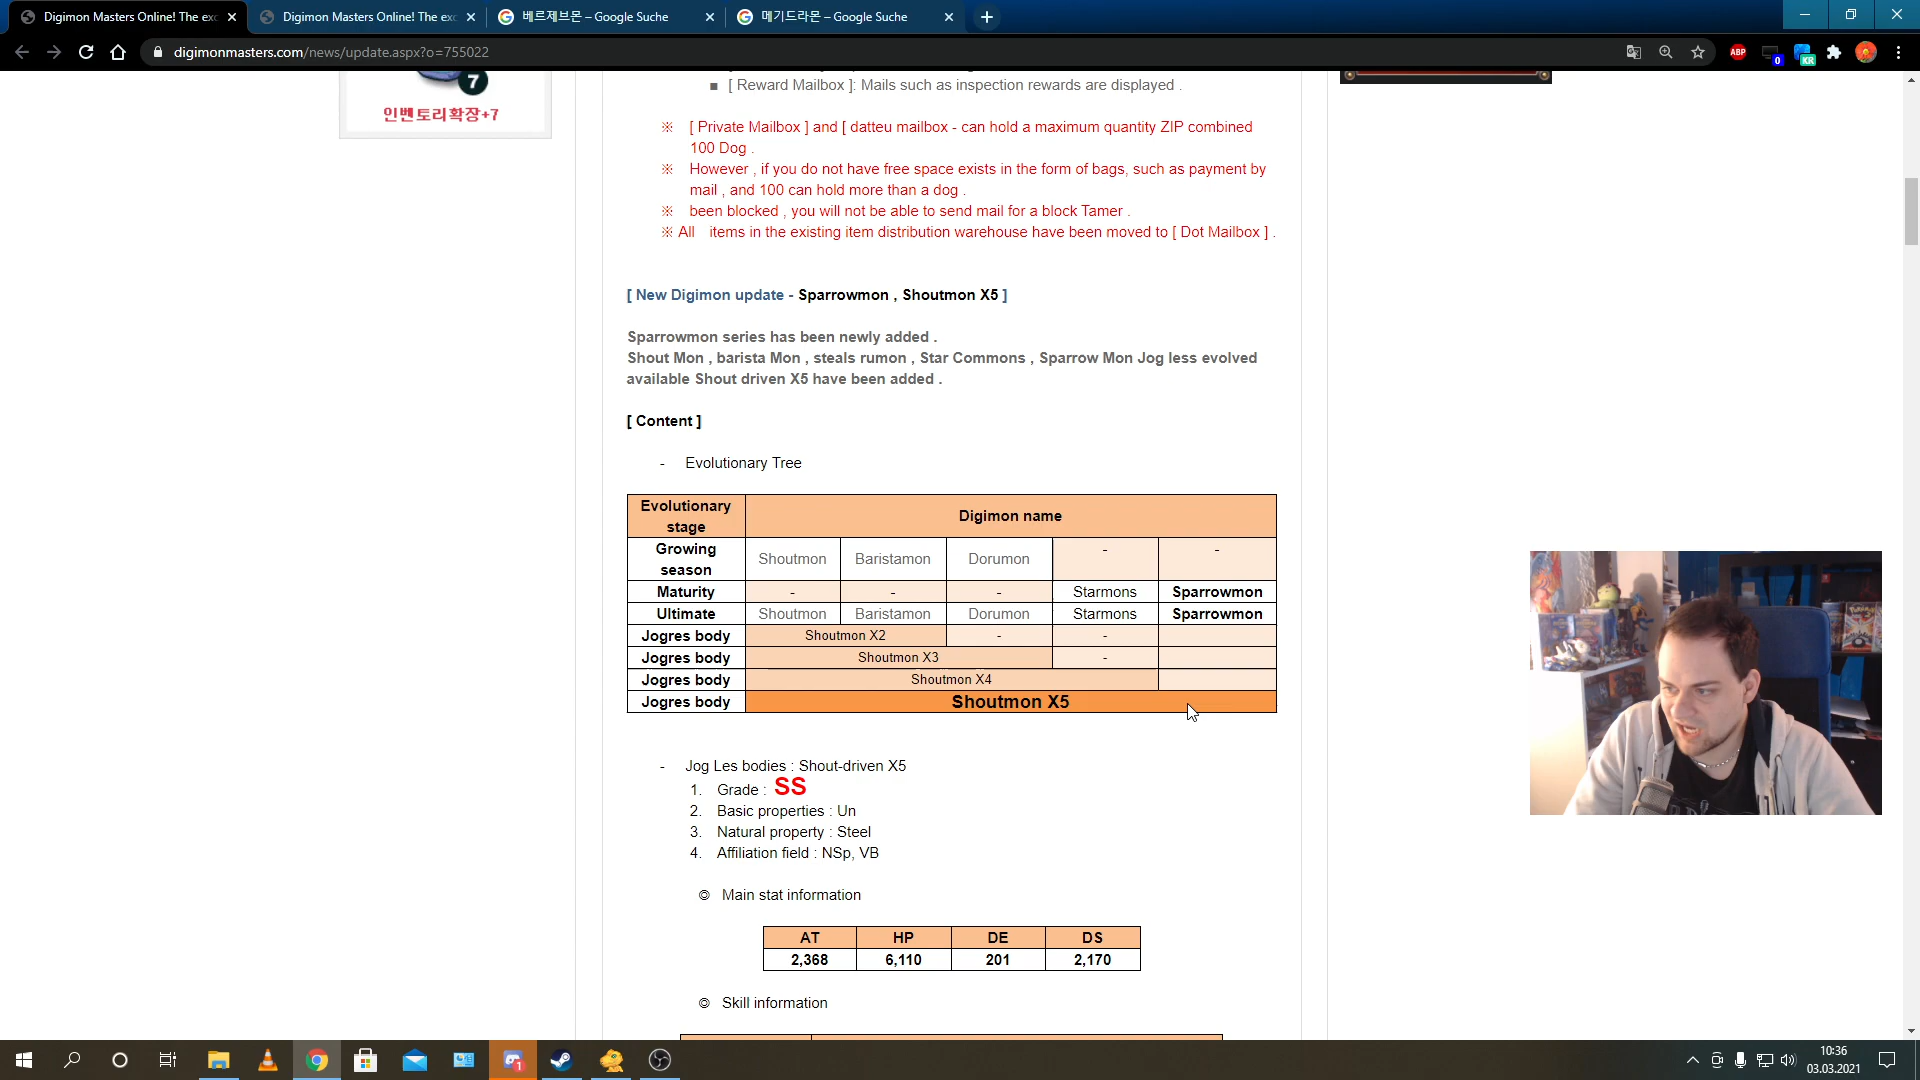 Digimon Masters Online! The exc
Digimon Masters Online! The exc
베르제브몬 – Google Suche
메기드라몬 – Google Suche
digimonmasters.com/news/update.aspx?o=755022
ABP
0
KR
7
인벤토리확장+7
■ [ Reward Mailbox ]: Mails such as inspection rewards are displayed .
※ [ Private Mailbox ] and [ datteu mailbox - can hold a maximum quantity ZIP combined
100 Dog .
※ However , if you do not have free space exists in the form of bags, such as payment by
mail , and 100 can hold more than a dog .
※ been blocked , you will not be able to send mail for a block Tamer .
※ All items in the existing item distribution warehouse have been moved to [ Dot Mailbox ] .
[ New Digimon update - Sparrowmon , Shoutmon X5 ]
Sparrowmon series has been newly added .
Shout Mon , barista Mon , steals rumon , Star Commons , Sparrow Mon Jog less evolved
available Shout driven X5 have been added .
[ Content ]
- Evolutionary Tree
Evolutionary stage Digimon name
Growing season Shoutmon Baristamon Dorumon - -
Maturity - - - Starmons Sparrowmon
Ultimate Shoutmon Baristamon Dorumon Starmons Sparrowmon
Jogres body Shoutmon X2 - -
Jogres body Shoutmon X3 -
Jogres body Shoutmon X4
Jogres body Shoutmon X5
- Jog Les bodies : Shout-driven X5
1. Grade : SS
2. Basic properties : Un
3. Natural property : Steel
4. Affiliation field : NSp, VB
◎ Main stat information
AT HP DE DS
2,368 6,110 201 2,170
◎ Skill information
1
10:36
03.03.2021